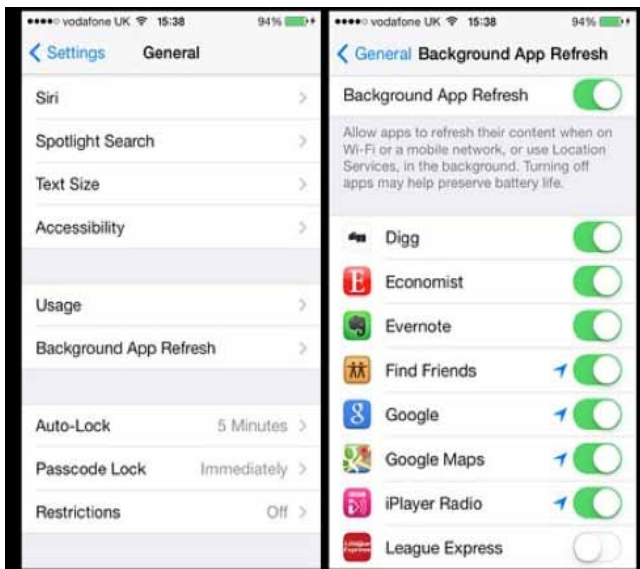 vodafone UK 15:38 94%
Settings General
Siri
Spotlight Search
Text Size
Accessibility
Usage
Background App Refresh
Auto-Lock 5 Minutes
Passcode Lock Immediately
Restrictions Off
vodafone UK 15:38 94%
General Background App Refresh
Background App Refresh
Allow apps to refresh their content when on
Wi-Fi or a mobile network, or use Location
Services, in the background. Turning off
apps may help preserve battery life.
Digg
E Economist
Evernote
Find Friends
8 Google
Google Maps
iPlayer Radio
League Express